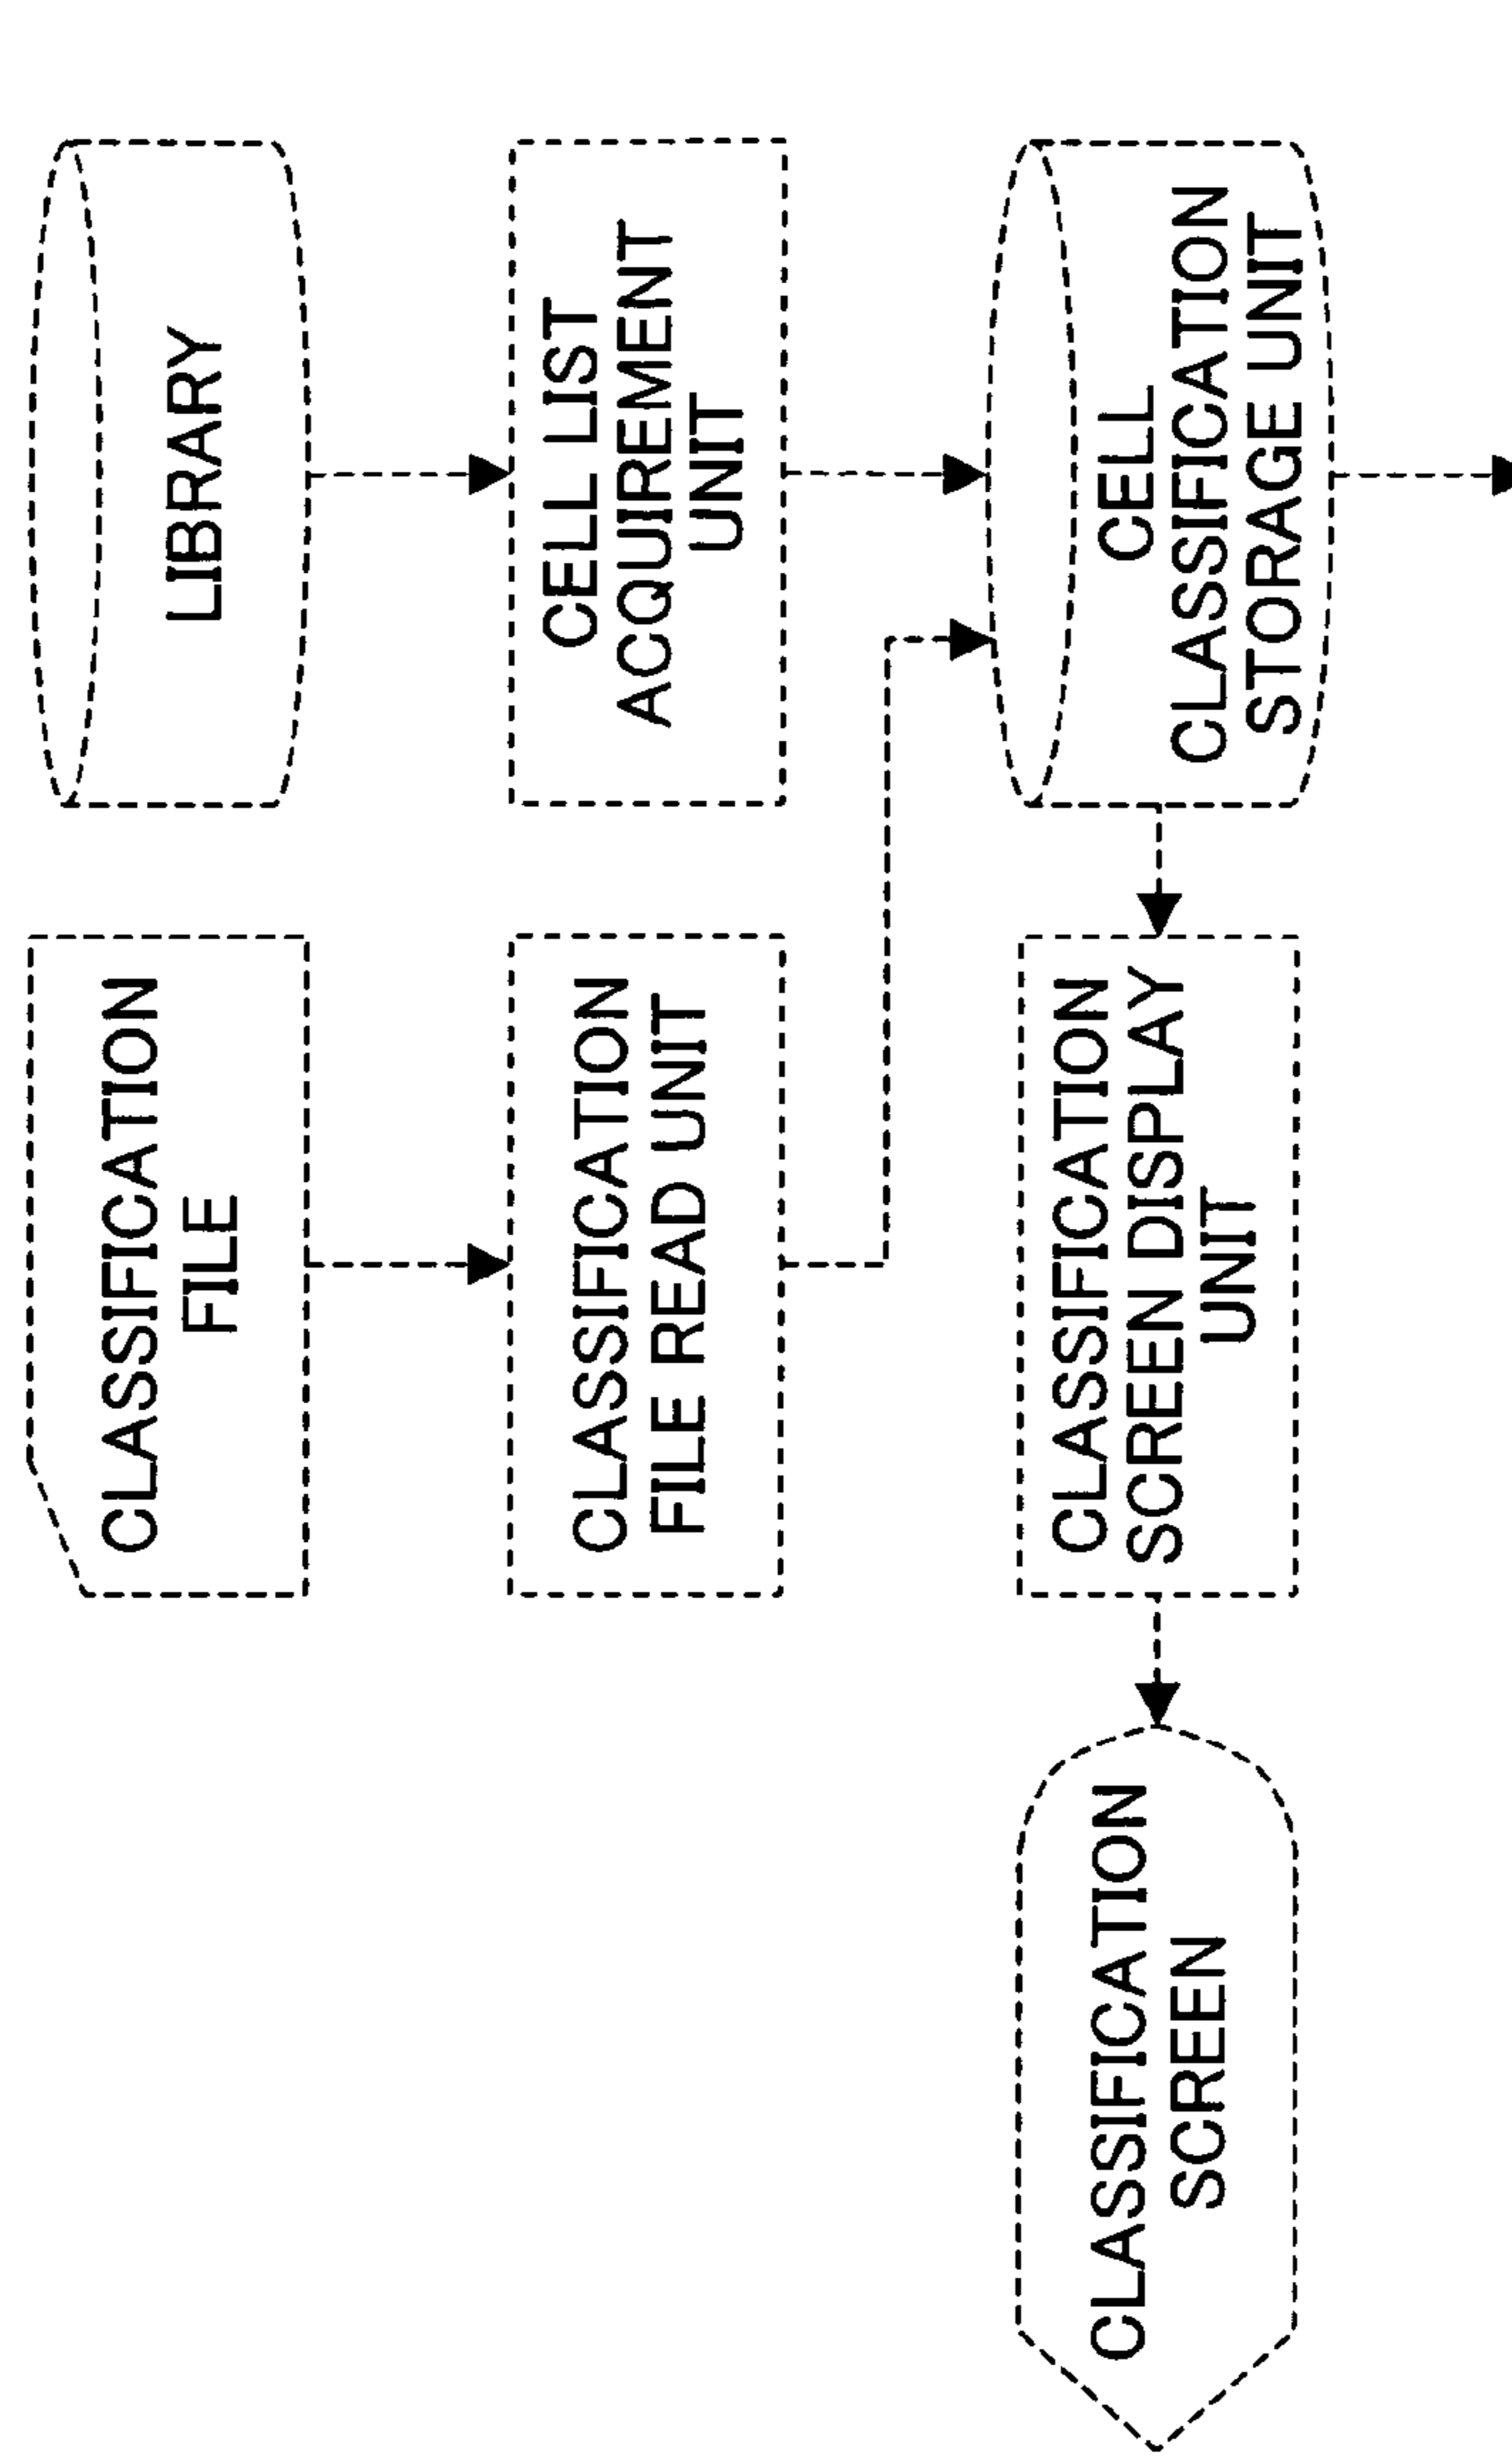 CLASSIFICATION
FILE
LIBRARY
CLASSIFICATION
FILE READ UNIT
CELL LIST
ACQUIREMENT
UNIT
CLASSIFICATION
SCREEN
CLASSIFICATION
SCREEN DISPLAY
UNIT
CELL
CLASSIFICATION
STORAGE UNIT